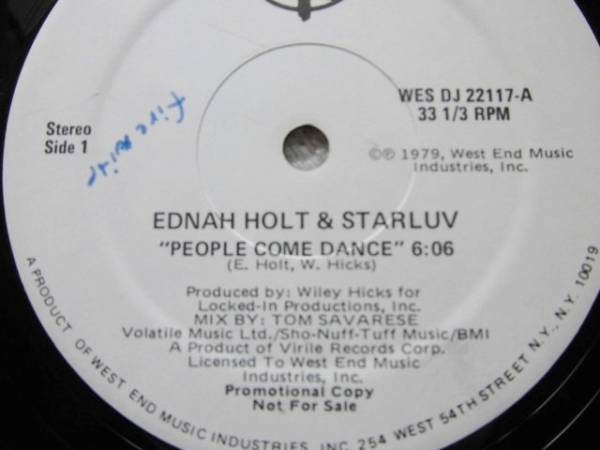 WES DJ 22117-A
33 1/3 RPM
Stereo
Side 1
©℗ 1979, West End Music
Industries, Inc.
EDNAH HOLT & STARLUV
"PEOPLE COME DANCE" 6:06
(E. Holt, W. Hicks)
Produced by: Wiley Hicks for
Locked-In Productions, Inc.
MIX BY: TOM SAVARESE
Volatile Music Ltd./Sho-Nuff-Tuff Music/BMI
A Product of Virile Records Corp.
Licensed To West End Music
Industries, Inc.
Promotional Copy
Not For Sale
A PRODUCT OF WEST END MUSIC INDUSTRIES, INC. 254 WEST 54TH STREET N.Y., N.Y. 10019